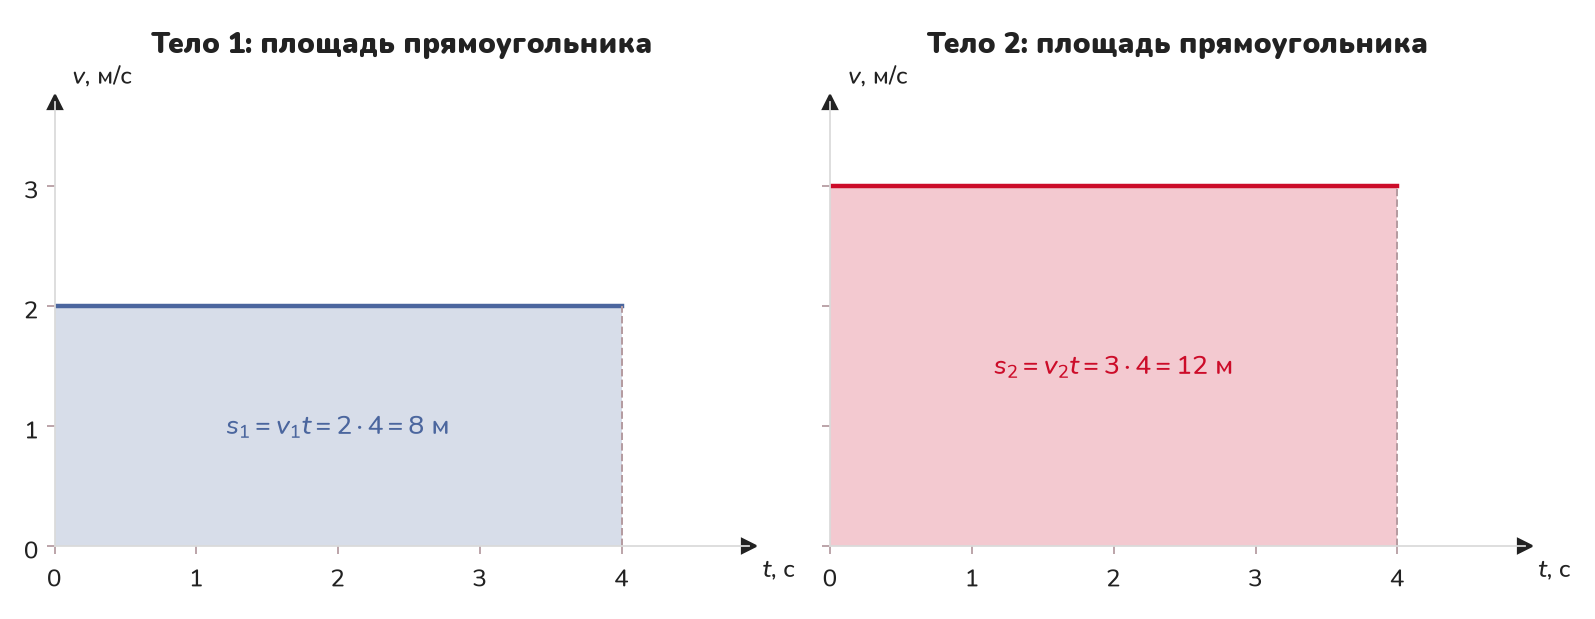 Тело 1: площадь прямоугольника
v, м/с
3
2
1
0
s₁ = v₁t = 2 · 4 = 8 м
0 1 2 3 4
t, с
Тело 2: площадь прямоугольника
v, м/с
s₂ = v₂t = 3 · 4 = 12 м
0 1 2 3 4
t, с